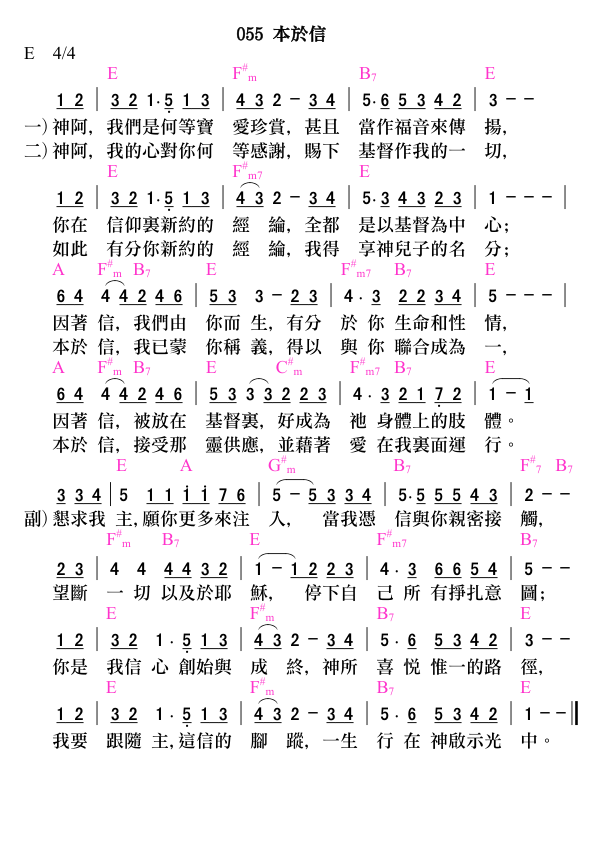 055 本於信
E 4/4
E F#m B7 E
1 2 | 3 2 1· 5 1 3 | 4 3 2 – 3 4 | 5· 6 5 3 4 2 | 3 – –
一) 神阿，我們是何等寶 愛珍賞，甚且 當作福音來傳 揚，
二) 神阿，我的心對你何 等感謝，賜下 基督作我的一 切，
E F#m7 E
1 2 | 3 2 1· 5 1 3 | 4 3 2 – 3 4 | 5· 3 4 3 2 3 | 1 – – – |
你在 信仰裏新約的 經 綸，全都 是以基督為中 心；
如此 有分你新約的 經 綸，我得 享神兒子的名 分；
A F#m B7 E F#m7 B7 E
6 4 4 4 2 4 6 | 5 3 3 – 2 3 | 4· 3 2 2 3 4 | 5 – – – |
因著 信，我們由 你而 生，有分 於 你 生命和性 情，
本於 信，我已蒙 你稱 義，得以 與 你 聯合成為 一，
A F#m B7 E C#m F#m7 B7 E
6 4 4 4 2 4 6 | 5 3 3 3 2 2 3 | 4· 3 2 1 7 2 | 1 – 1
因著 信，被放在 基督裏，好成為 祂 身體上的肢 體。
本於 信，接受那 靈供應，並藉著 愛 在我裏面運 行。
E A G#m B7 F#7 B7
3 3 4 | 5 1 1 i i 7 6 | 5 – 5 3 3 4 | 5· 5 5 5 4 3 | 2 – –
副) 懇求我 主，願你更多來注 入， 當我憑 信與你親密接 觸，
F#m B7 E F#m7 B7
2 3 | 4 4 4 4 3 2 | 1 – 1 2 2 3 | 4· 3 6 6 5 4 | 5 – –
望斷 一 切 以及於耶 穌， 停下自 己 所 有掙扎意 圖；
E F#m B7 E
1 2 | 3 2 1· 5 1 3 | 4 3 2 – 3 4 | 5· 6 5 3 4 2 | 3 – –
你是 我信 心 創始與 成 終，神所 喜 悅 惟一的路 徑，
E F#m B7 E
1 2 | 3 2 1· 5 1 3 | 4 3 2 – 3 4 | 5· 6 5 3 4 2 | 1 – – ‖
我要 跟隨 主，這信的 腳 蹤，一生 行 在 神啟示光 中。